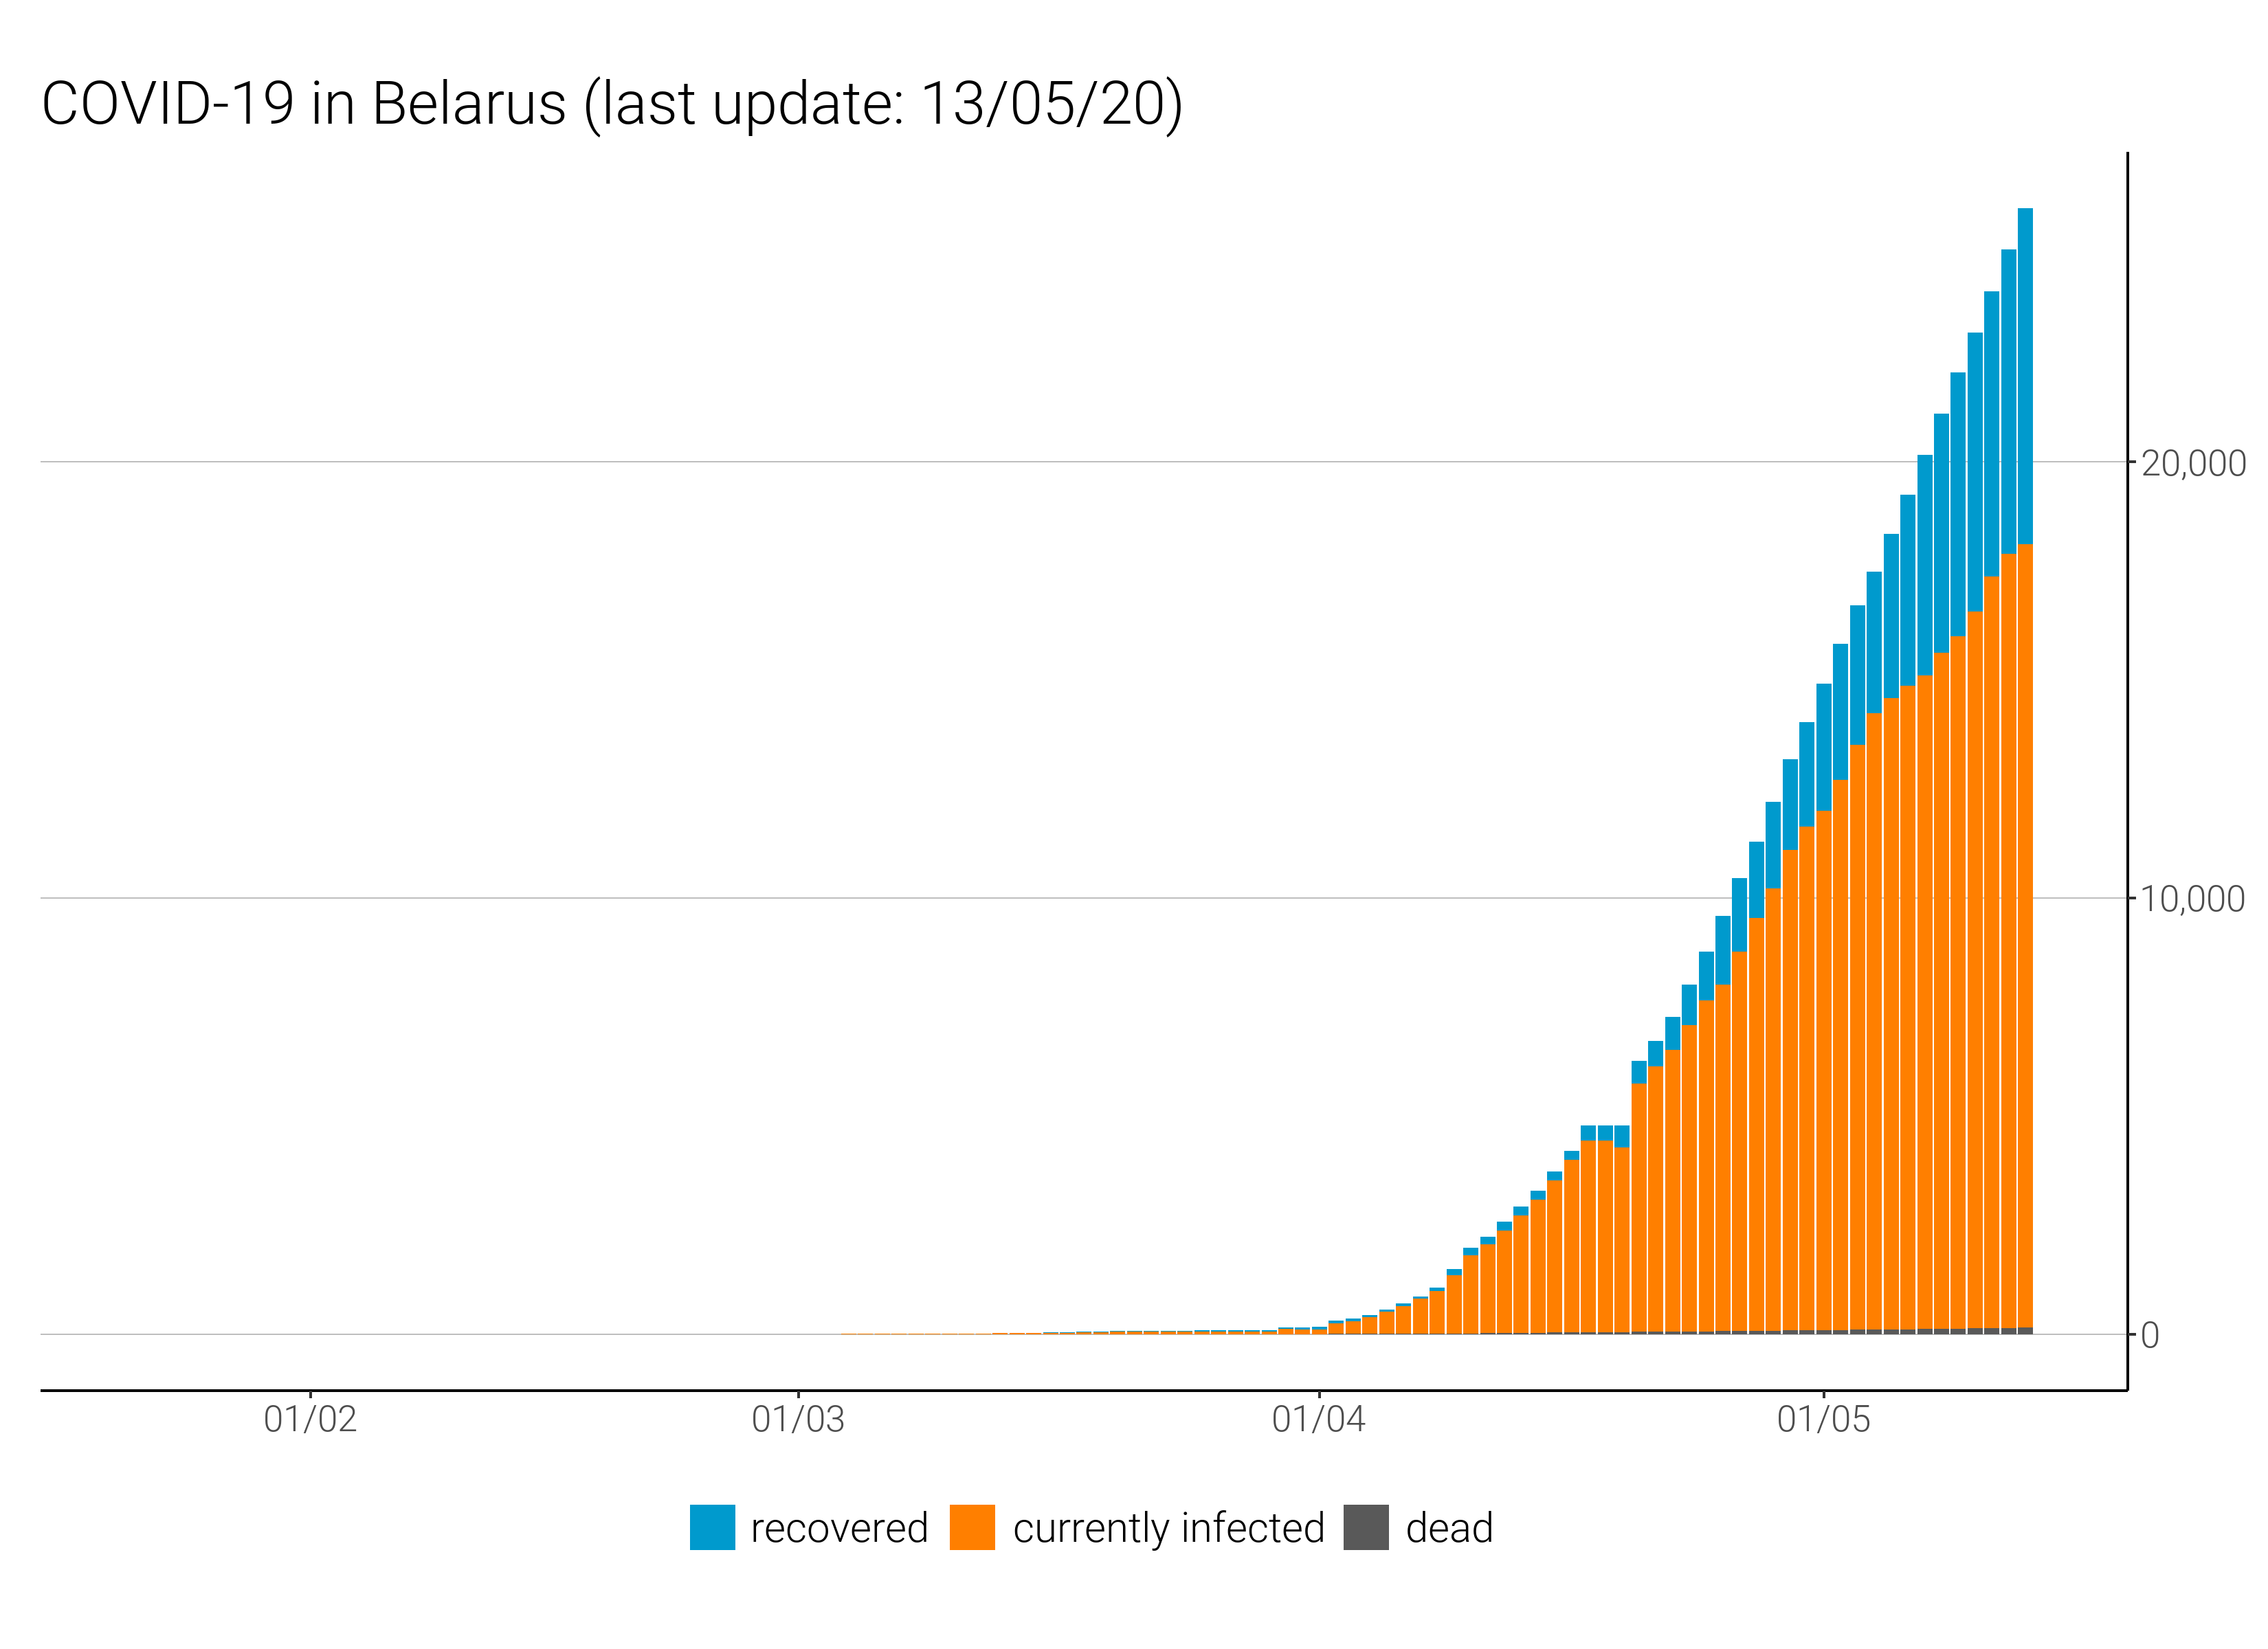 COVID-19 in Belarus (last update: 13/05/20)
20,000
10,000
0
01/02 01/03 01/04 01/05
recovered currently infected dead